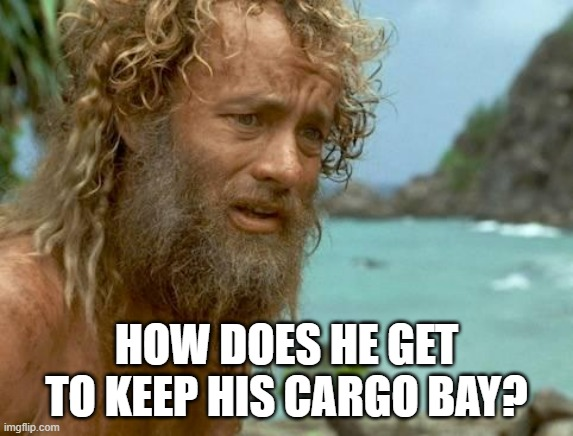 HOW DOES HE GET
TO KEEP HIS CARGO BAY?
imgflip.com